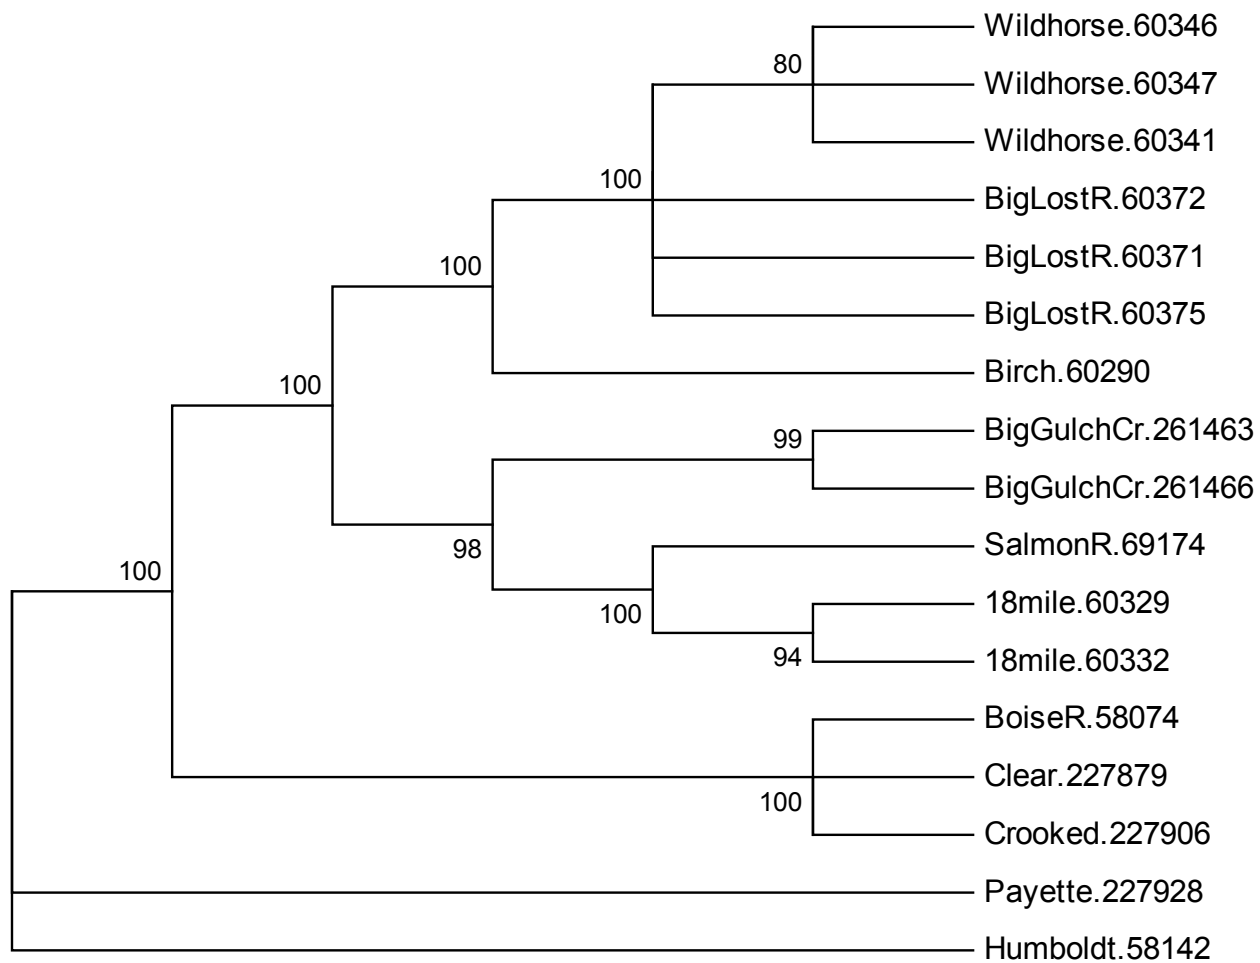 Wildhorse.60346
80
Wildhorse.60347
Wildhorse.60341
100
BigLostR.60372
BigLostR.60371
100
BigLostR.60375
Birch.60290
100
BigGulchCr.261463
99
BigGulchCr.261466
98
SalmonR.69174
100
18mile.60329
100
18mile.60332
94
BoiseR.58074
Clear.227879
100
Crooked.227906
Payette.227928
Humboldt.58142